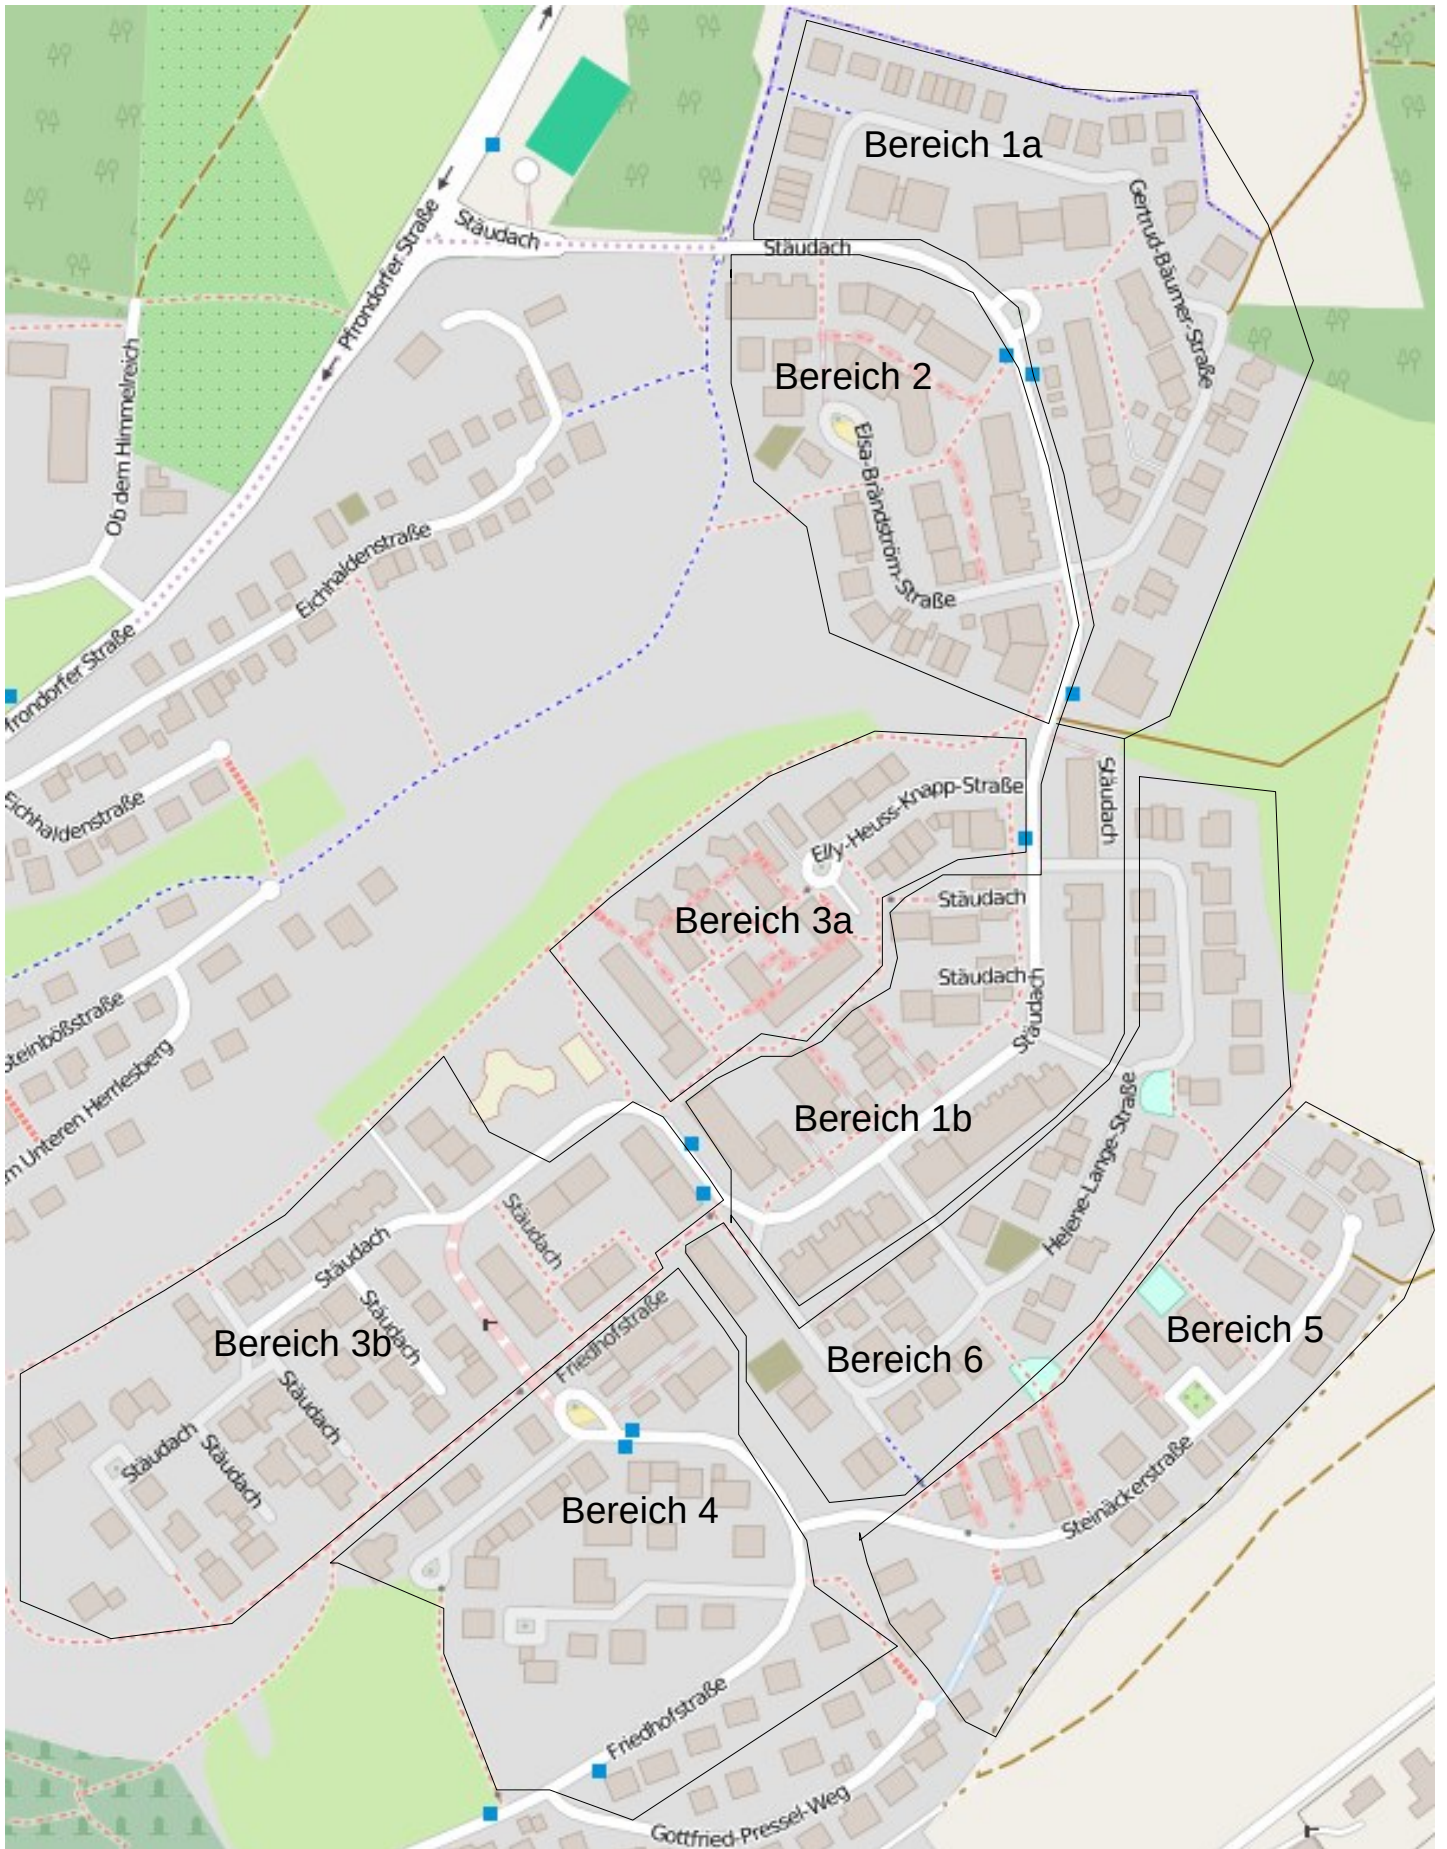 Bereich 1a
Stäudach
Stäudach
Pfrondorfer Straße
Gertrud-Bäumer-Straße
Ob dem Himmelreich
Bereich 2
Elsa-Brändström-Straße
Eichhaldenstraße
frondorfer Straße
Elly-Heuss-Knapp-Straße
Stäudach
Eichhaldenstraße
Stäudach
Bereich 3a
Stäudach
Stäudach
steinbößstraße
m Unteren Herrlesberg
Bereich 1b
Helene-Lange-Straße
Stäudach
Stäudach
Stäudach
Friedhofstraße
Bereich 3b
Bereich 5
Bereich 6
Stäudach
Stäudach
Stäudach
Bereich 4
Steinäckerstraße
Friedhofstraße
Gottfried-Pressel-Weg